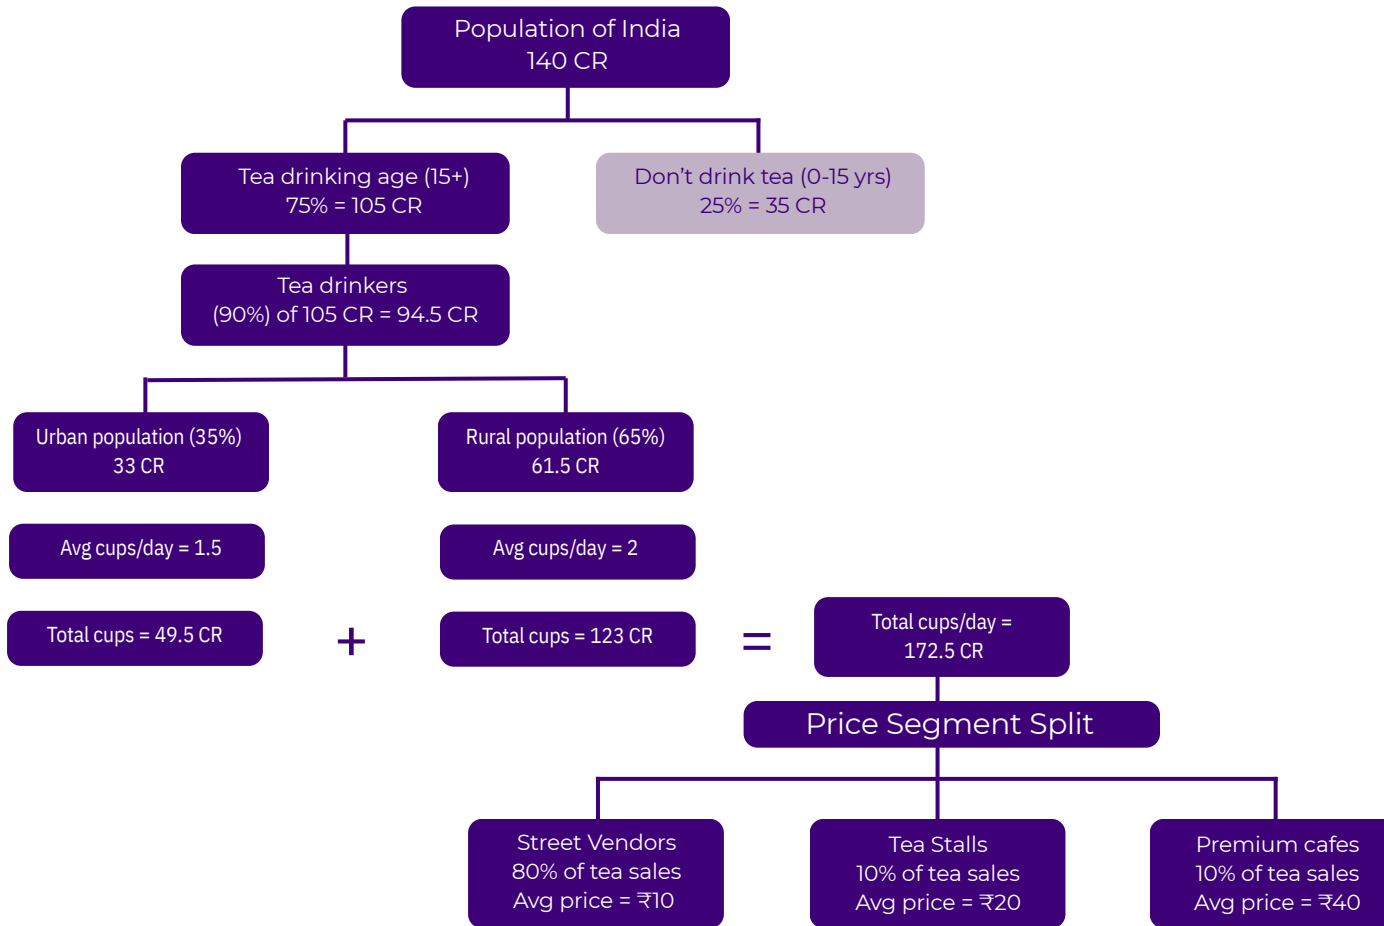 Population of India
140 CR
Tea drinking age (15+)
75% = 105 CR
Don’t drink tea (0-15 yrs)
25% = 35 CR
Tea drinkers
(90%) of 105 CR = 94.5 CR
Urban population (35%)
33 CR
Rural population (65%)
61.5 CR
Avg cups/day = 1.5
Avg cups/day = 2
Total cups = 49.5 CR
+
Total cups = 123 CR
=
Total cups/day =
172.5 CR
Price Segment Split
Street Vendors
80% of tea sales
Avg price = ₹10
Tea Stalls
10% of tea sales
Avg price = ₹20
Premium cafes
10% of tea sales
Avg price = ₹40